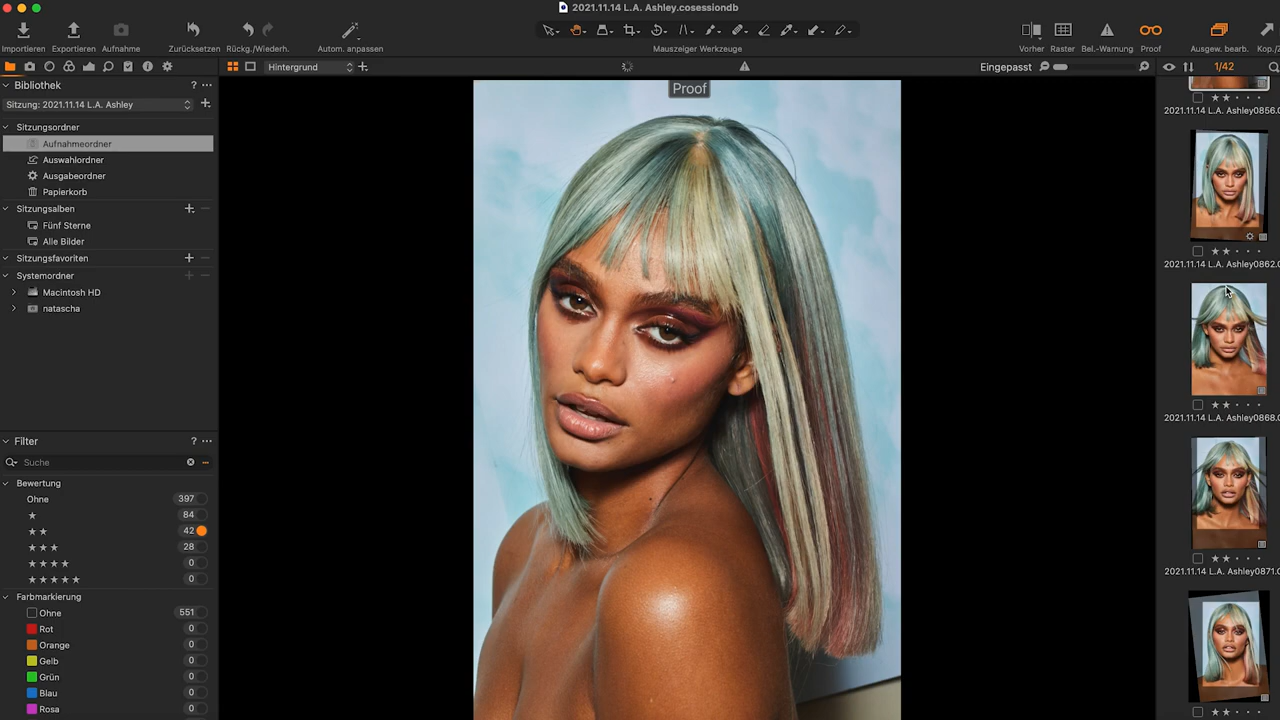 2021.11.14 L.A. Ashley.cosessiondb
Importieren Exportieren Aufnahme Zurücksetzen Rückg./Wiederh. Autom. anpassen Mauszeiger Werkzeuge Vorher Raster Bel.-Warnung Proof Ausgew. bearb.
Hintergrund Eingepasst 1/42
Bibliothek ?
Sitzung: 2021.11.14 L.A. Ashley
Sitzungsordner
Aufnahmeordner
Auswahlordner
Ausgabeordner
Papierkorb
Sitzungsalben
Fünf Sterne
Alle Bilder
Sitzungsfavoriten
Systemordner
Macintosh HD
natascha
Filter ?
Suche
Bewertung
Ohne 397
84
42
28
0
0
Farbmarkierung
Ohne 551
Rot 0
Orange 0
Gelb 0
Grün 0
Blau 0
Rosa 0
Proof
2021.11.14 L.A. Ashley0856.
2021.11.14 L.A. Ashley0862.
2021.11.14 L.A. Ashley0868.
2021.11.14 L.A. Ashley0871.